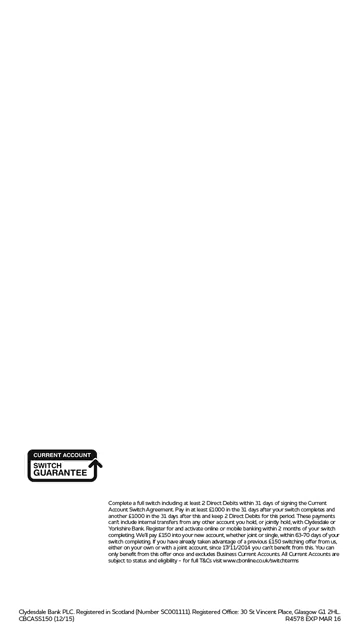 CURRENT ACCOUNT
SWITCH
GUARANTEE
Complete a full switch including at least 2 Direct Debits within 31 days of signing the Current
Account Switch Agreement. Pay in at least £1000 in the 31 days after your switch completes and
another £1000 in the 31 days after this and keep 2 Direct Debits for this period. These payments
can't include internal transfers from any other account you hold, or jointly hold, with Clydesdale or
Yorkshire Bank. Register for and activate online or mobile banking within 2 months of your switch
completing. We'll pay £150 into your new account, whether joint or single, within 63-70 days of your
switch completing. If you have already taken advantage of a previous £150 switching offer from us,
either on your own or with a joint account, since 13/11/2014 you can't benefit from this. You can
only benefit from this offer once and excludes Business Current Accounts. All Current Accounts are
subject to status and eligibility – for full T&Cs visit www.cbonline.co.uk/switchterms
Clydesdale Bank PLC. Registered in Scotland (Number SC001111). Registered Office: 30 St Vincent Place, Glasgow G1 2HL.
CBCASS150 (12/15) R4578 EXP MAR 16